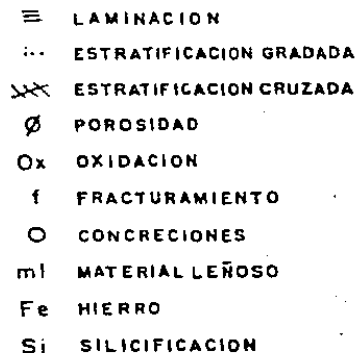 ≡ LAMINACION
ESTRATIFICACION GRADADA
ESTRATIFICACION CRUZADA
Ø POROSIDAD
Ox OXIDACION
f FRACTURAMIENTO
O CONCRECIONES
ml MATERIAL LEÑOSO
Fe HIERRO
Si SILICIFICACION